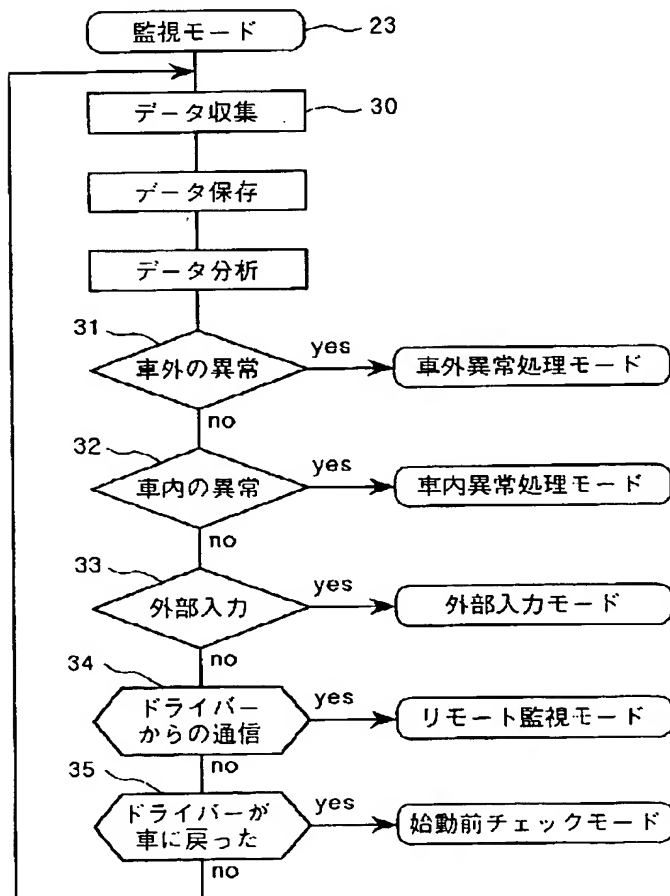 監視モード
23
データ収集
30
データ保存
データ分析
31
車外の異常
yes
車外異常処理モード
no
32
車内の異常
yes
車内異常処理モード
no
33
外部入力
yes
外部入力モード
no
34
ドライバー
からの通信
yes
リモート監視モード
no
35
ドライバーが
車に戻った
yes
始動前チェックモード
no